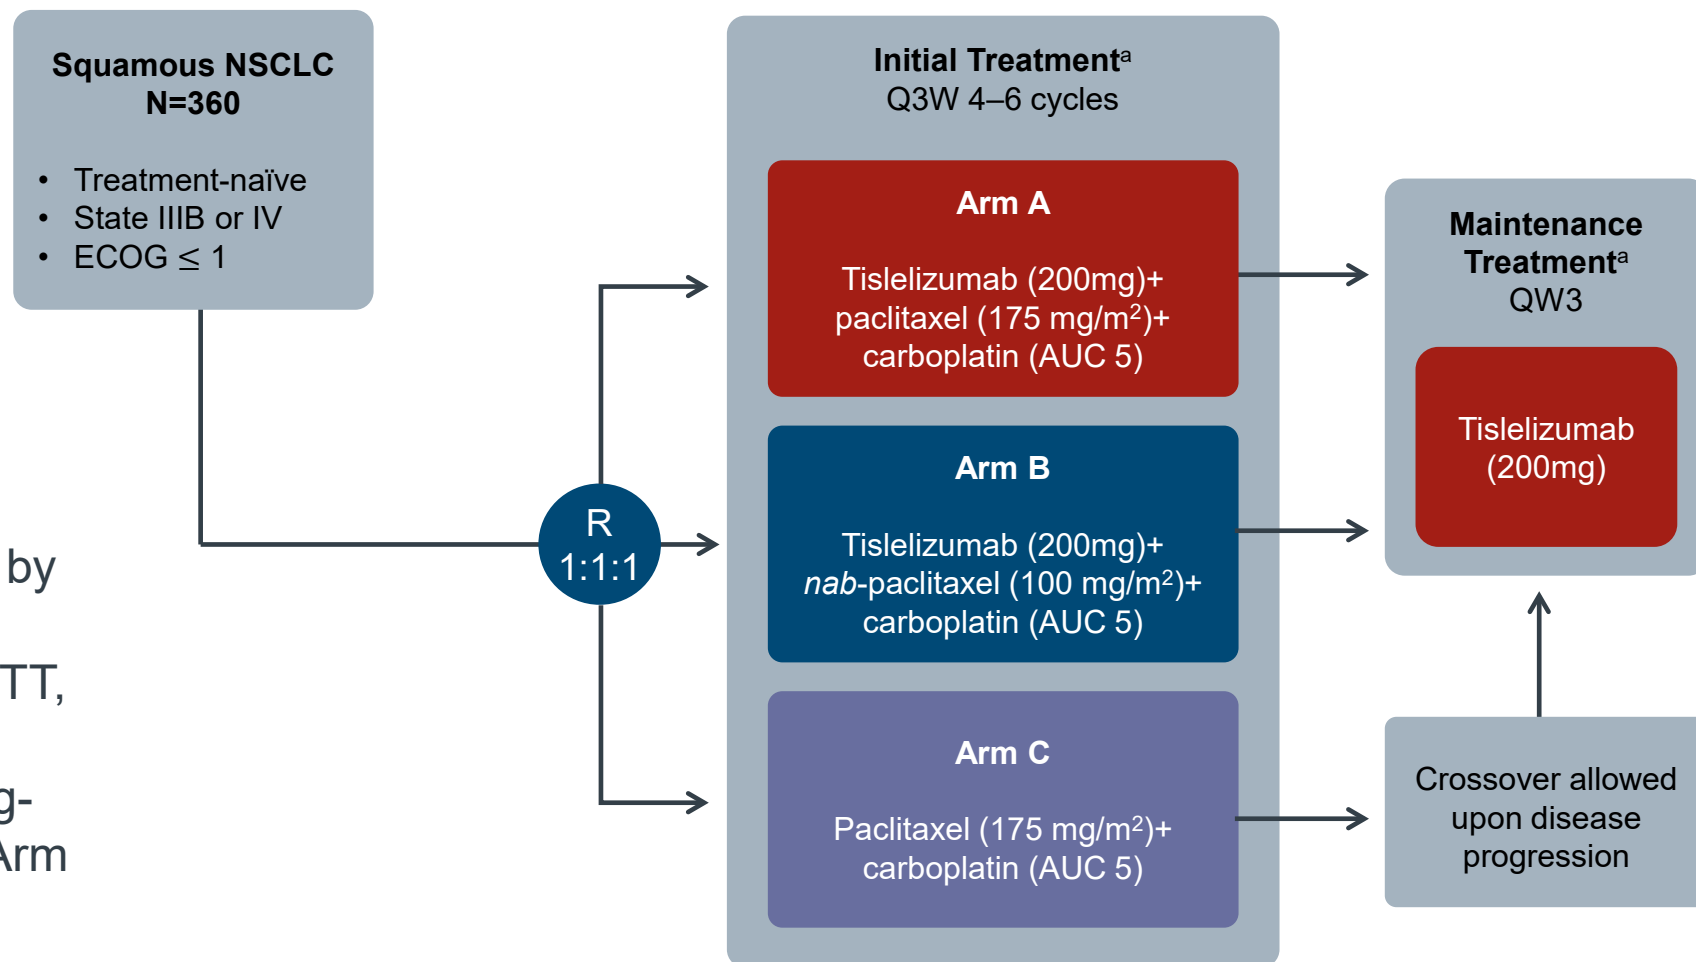 Squamous NSCLC
N=360
• Treatment-naïve
• State IIIB or IV
• ECOG ≤ 1
by
TT,
g-
Arm
R
1:1:1
Initial Treatmentᵃ
Q3W 4–6 cycles
Arm A
Tislelizumab (200mg)+
paclitaxel (175 mg/m²)+
carboplatin (AUC 5)
Arm B
Tislelizumab (200mg)+
nab-paclitaxel (100 mg/m²)+
carboplatin (AUC 5)
Arm C
Paclitaxel (175 mg/m²)+
carboplatin (AUC 5)
Maintenance
Treatmentᵃ
QW3
Tislelizumab
(200mg)
Crossover allowed
upon disease
progression